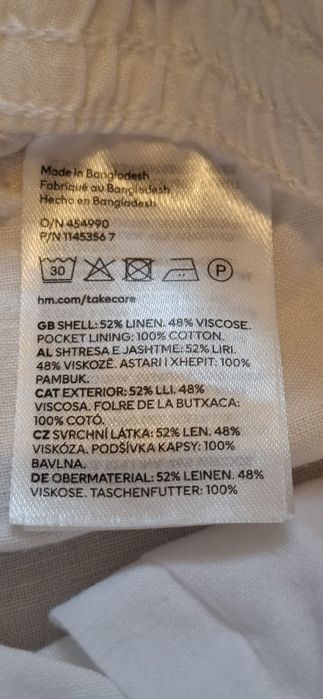 Made in Bangladesh
Fabriqué au Bangladesh
Hecho en Bangladesh
O/N 454990
P/N 1145356 7
30
P
hm.com/takecare
GB SHELL: 52% LINEN. 48% VISCOSE.
POCKET LINING: 100% COTTON.
AL SHTRESA E JASHTME: 52% LIRI.
48% VISKOZË. ASTARI I XHEPIT: 100%
PAMBUK.
CAT EXTERIOR: 52% LLI. 48%
VISCOSA. FOLRE DE LA BUTXACA:
100% COTÓ.
CZ SVRCHNÍ LÁTKA: 52% LEN. 48%
VISKÓZA. PODŠÍVKA KAPSY: 100%
BAVLNA.
DE OBERMATERIAL: 52% LEINEN. 48%
VISKOSE. TASCHENFUTTER: 100%